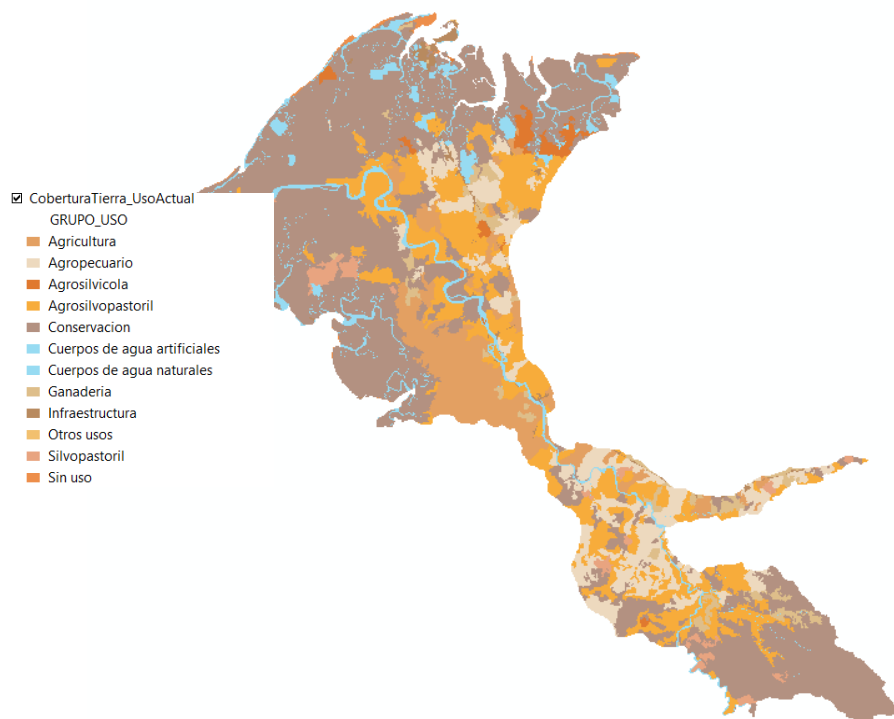 CoberturaTierra_UsoActual
GRUPO_USO
Agricultura
Agropecuario
Agrosilvicola
Agrosilvopastoril
Conservacion
Cuerpos de agua artificiales
Cuerpos de agua naturales
Ganaderia
Infraestructura
Otros usos
Silvopastoril
Sin uso